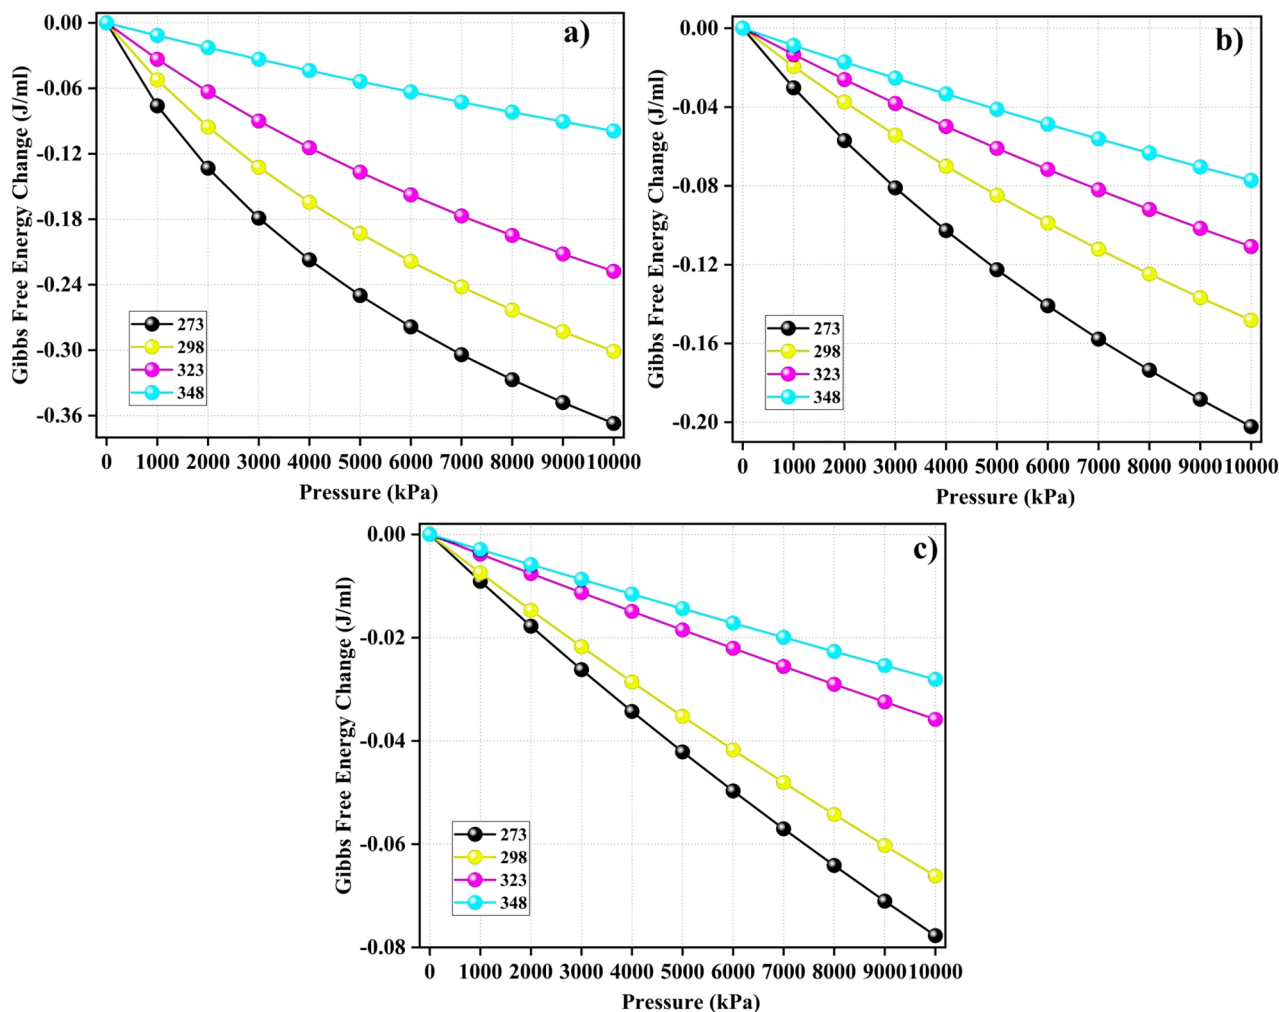 a)
Gibbs Free Energy Change (J/ml)
0.00
-0.06
-0.12
-0.18
-0.24
-0.30
-0.36
273
298
323
348
0 1000 2000 3000 4000 5000 6000 7000 8000 9000 10000
Pressure (kPa)
b)
Gibbs Free Energy Change (J/ml)
0.00
-0.04
-0.08
-0.12
-0.16
-0.20
273
298
323
348
0 1000 2000 3000 4000 5000 6000 7000 8000 9000 10000
Pressure (kPa)
c)
Gibbs Free Energy Change (J/ml)
0.00
-0.02
-0.04
-0.06
-0.08
273
298
323
348
0 1000 2000 3000 4000 5000 6000 7000 8000 9000 10000
Pressure (kPa)